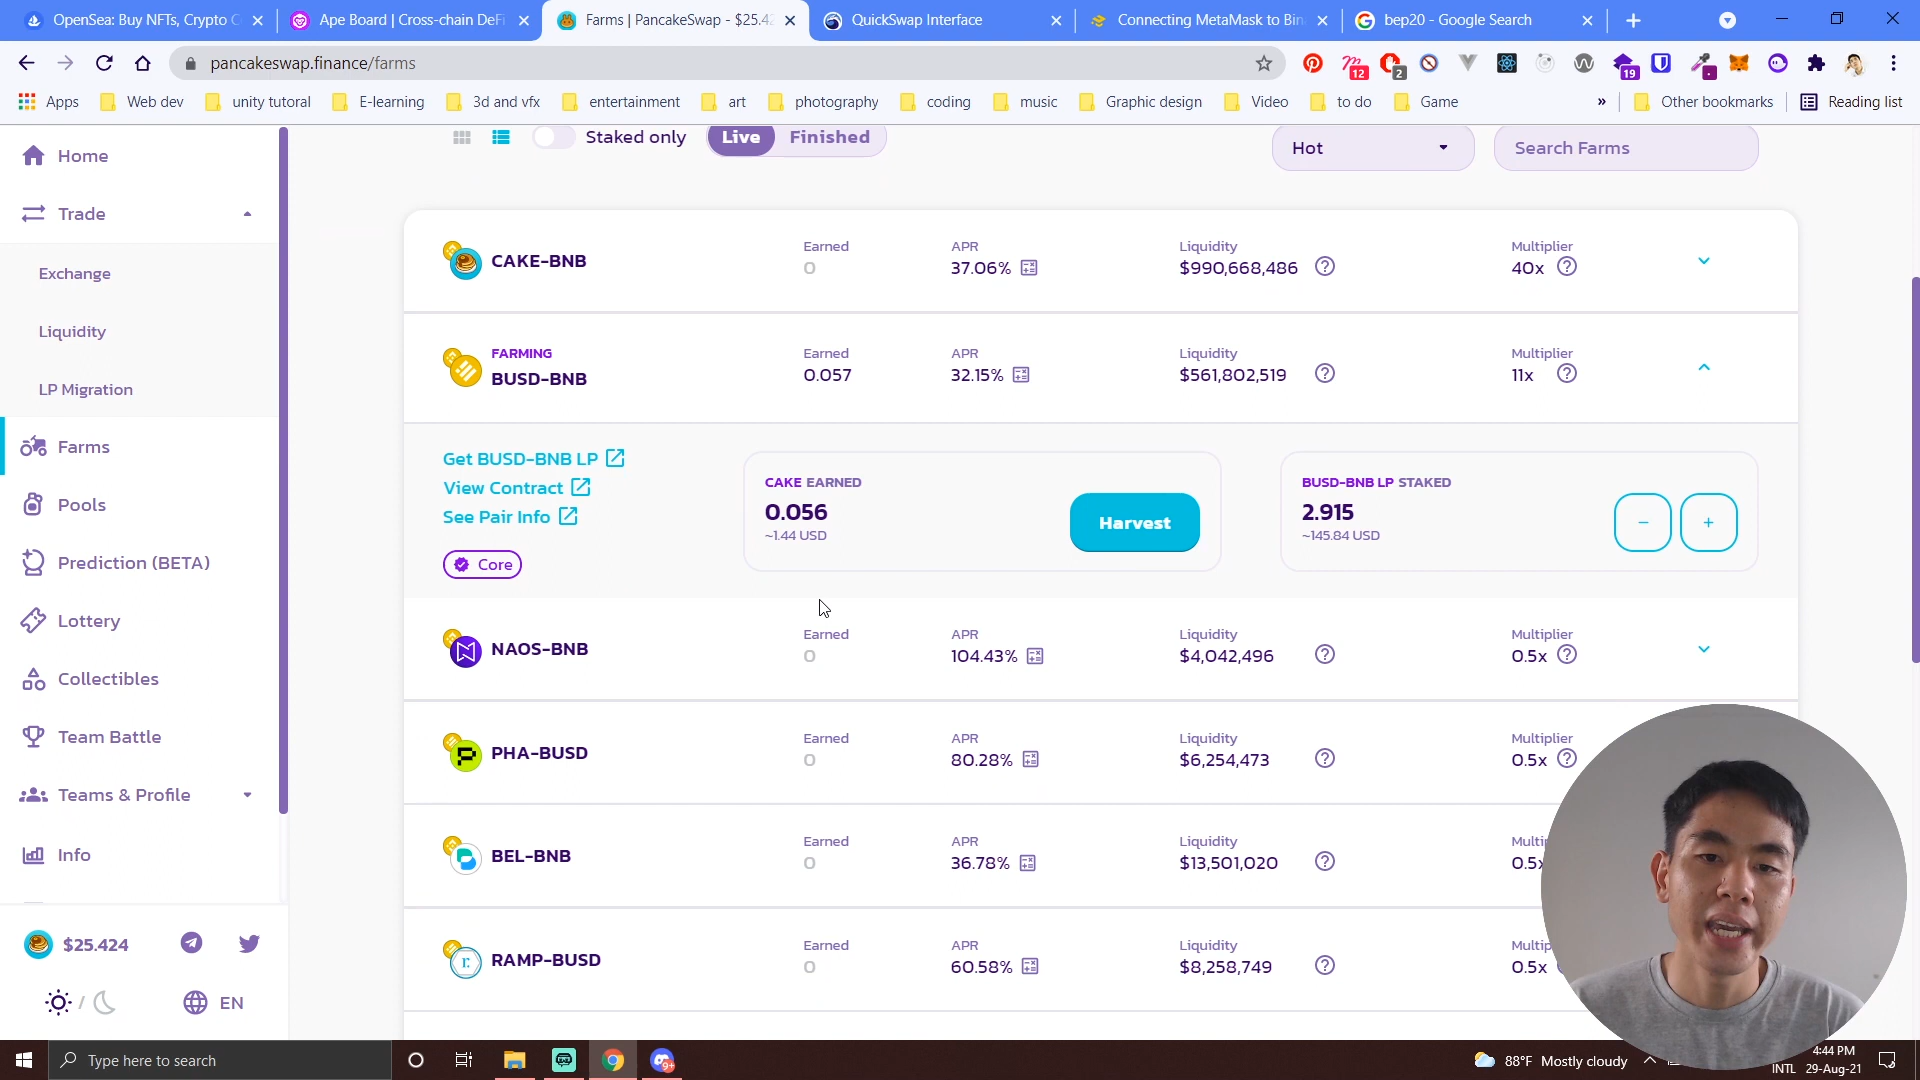 OpenSea: Buy NFTs, Crypto C
Ape Board | Cross-chain DeFi
Farms | PancakeSwap - $25.42
QuickSwap Interface
Connecting MetaMask to Bin
bep20 - Google Search
pancakeswap.finance/farms
12
2
19
Apps
Web dev
unity tutoral
E-learning
3d and vfx
entertainment
art
photography
coding
music
Graphic design
Video
to do
Game
»
Other bookmarks
Reading list
Home
Trade
Exchange
Liquidity
LP Migration
Farms
Pools
Prediction (BETA)
Lottery
Collectibles
Team Battle
Teams & Profile
Info
$25.424
/
EN
Staked only
Live
Finished
Hot
Search Farms
CAKE-BNB
Earned
0
APR
37.06%
Liquidity
$990,668,486
Multiplier
40x
FARMING
BUSD-BNB
Earned
0.057
APR
32.15%
Liquidity
$561,802,519
Multiplier
11x
Get BUSD-BNB LP
View Contract
See Pair Info
Core
CAKE EARNED
0.056
~1.44 USD
Harvest
BUSD-BNB LP STAKED
2.915
~145.84 USD
NAOS-BNB
Earned
0
APR
104.43%
Liquidity
$4,042,496
Multiplier
0.5x
PHA-BUSD
Earned
0
APR
80.28%
Liquidity
$6,254,473
Multiplier
0.5x
BEL-BNB
Earned
0
APR
36.78%
Liquidity
$13,501,020
Multipli
0.5x
RAMP-BUSD
Earned
0
APR
60.58%
Liquidity
$8,258,749
Multip
0.5x
Type here to search
9+
88°F Mostly cloudy
INTL
4:44 PM
29-Aug-21